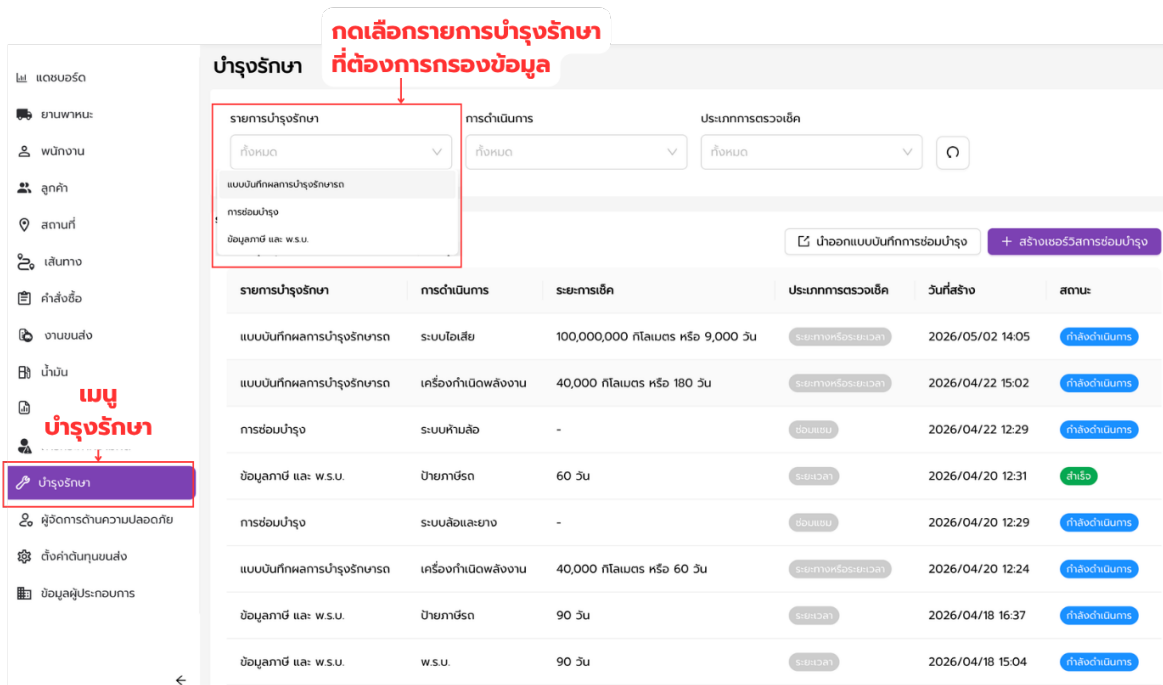 กดเลือกรายการบำรุงรักษา
ที่ต้องการกรองข้อมูล
แดชบอร์ด
ยานพาหนะ
พนักงาน
ลูกค้า
สถานที่
เส้นทาง
คำสั่งซื้อ
งานขนส่ง
น้ำมัน
เมนู
บำรุงรักษา
บำรุงรักษา
ผู้จัดการด้านความปลอดภัย
ตั้งค่าต้นทุนขนส่ง
ข้อมูลผู้ประกอบการ
บำรุงรักษา
รายการบำรุงรักษา การดำเนินการ ประเภทการตรวจเช็ค
ทั้งหมด ทั้งหมด ทั้งหมด
แบบบันทึกผลการบำรุงรักษารถ
การซ่อมบำรุง
ข้อมูลภาษี และ พ.ร.บ.
นำออกแบบบันทึกการซ่อมบำรุง + สร้างเซอร์วิสการซ่อมบำรุง
รายการบำรุงรักษา การดำเนินการ ระยะการเช็ค ประเภทการตรวจเช็ค วันที่สร้าง สถานะ
แบบบันทึกผลการบำรุงรักษารถ ระบบไอเสีย 100,000,000 กิโลเมตร หรือ 9,000 วัน ระยะทางหรือระยะเวลา 2026/05/02 14:05 กำลังดำเนินการ
แบบบันทึกผลการบำรุงรักษารถ เครื่องกำเนิดพลังงาน 40,000 กิโลเมตร หรือ 180 วัน ระยะทางหรือระยะเวลา 2026/04/22 15:02 กำลังดำเนินการ
การซ่อมบำรุง ระบบห้ามล้อ - ซ่อมแซม 2026/04/22 12:29 กำลังดำเนินการ
ข้อมูลภาษี และ พ.ร.บ. ป้ายภาษีรถ 60 วัน ระยะเวลา 2026/04/20 12:31 สำเร็จ
การซ่อมบำรุง ระบบล้อและยาง - ซ่อมแซม 2026/04/20 12:29 กำลังดำเนินการ
แบบบันทึกผลการบำรุงรักษารถ เครื่องกำเนิดพลังงาน 40,000 กิโลเมตร หรือ 60 วัน ระยะทางหรือระยะเวลา 2026/04/20 12:24 กำลังดำเนินการ
ข้อมูลภาษี และ พ.ร.บ. ป้ายภาษีรถ 90 วัน ระยะเวลา 2026/04/18 16:37 กำลังดำเนินการ
ข้อมูลภาษี และ พ.ร.บ. พ.ร.บ. 90 วัน ระยะเวลา 2026/04/18 15:04 กำลังดำเนินการ